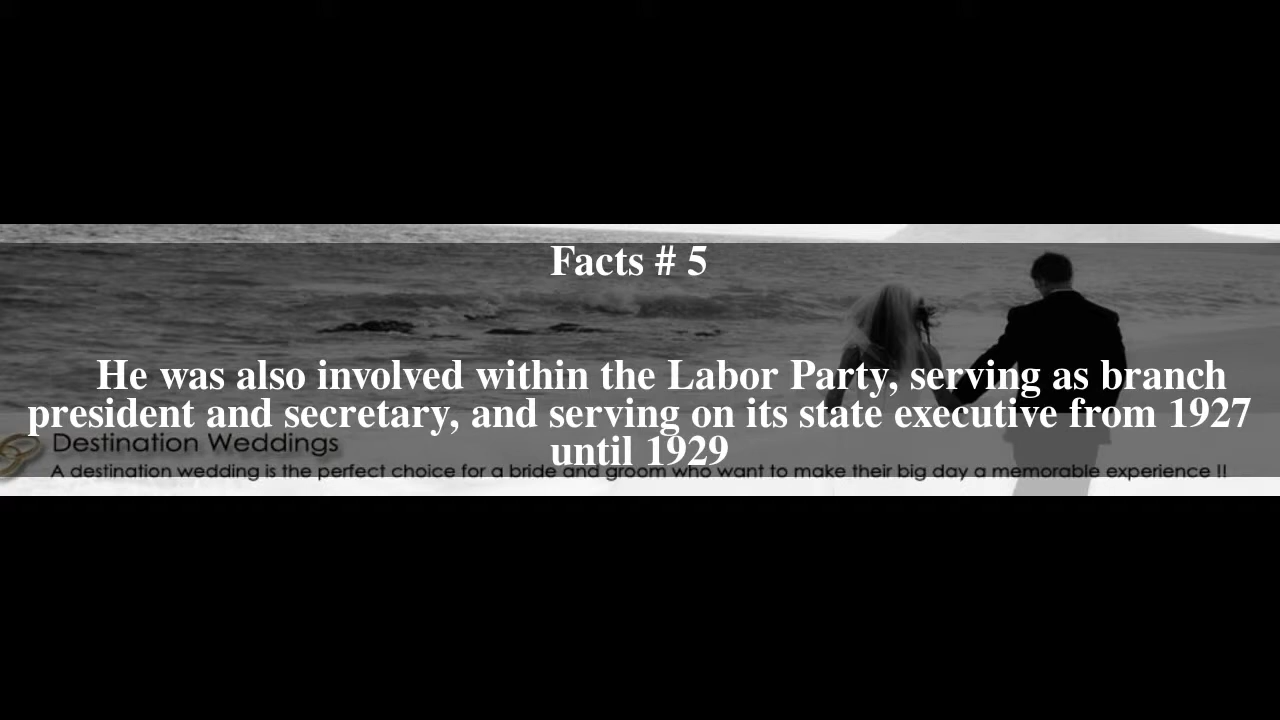 Facts # 5
He was also involved within the Labor Party, serving as branch
president and secretary, and serving on its state executive from 1927
until 1929
Destination Weddings
A destination wedding is the perfect choice for a bride and groom who want to make their big day a memorable experience !!